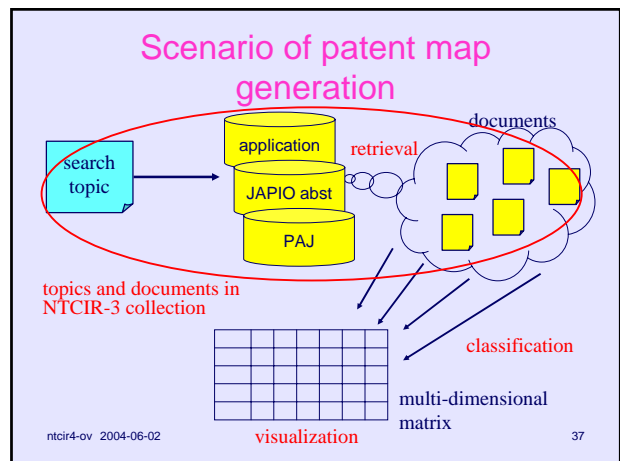 Scenario of patent map
generation
documents
application
retrieval
search
topic
JAPIO abst
PAJ
topics and documents in
NTCIR-3 collection
classification
multi-dimensional
matrix
visualization
ntcir4-ov 2004-06-02
37